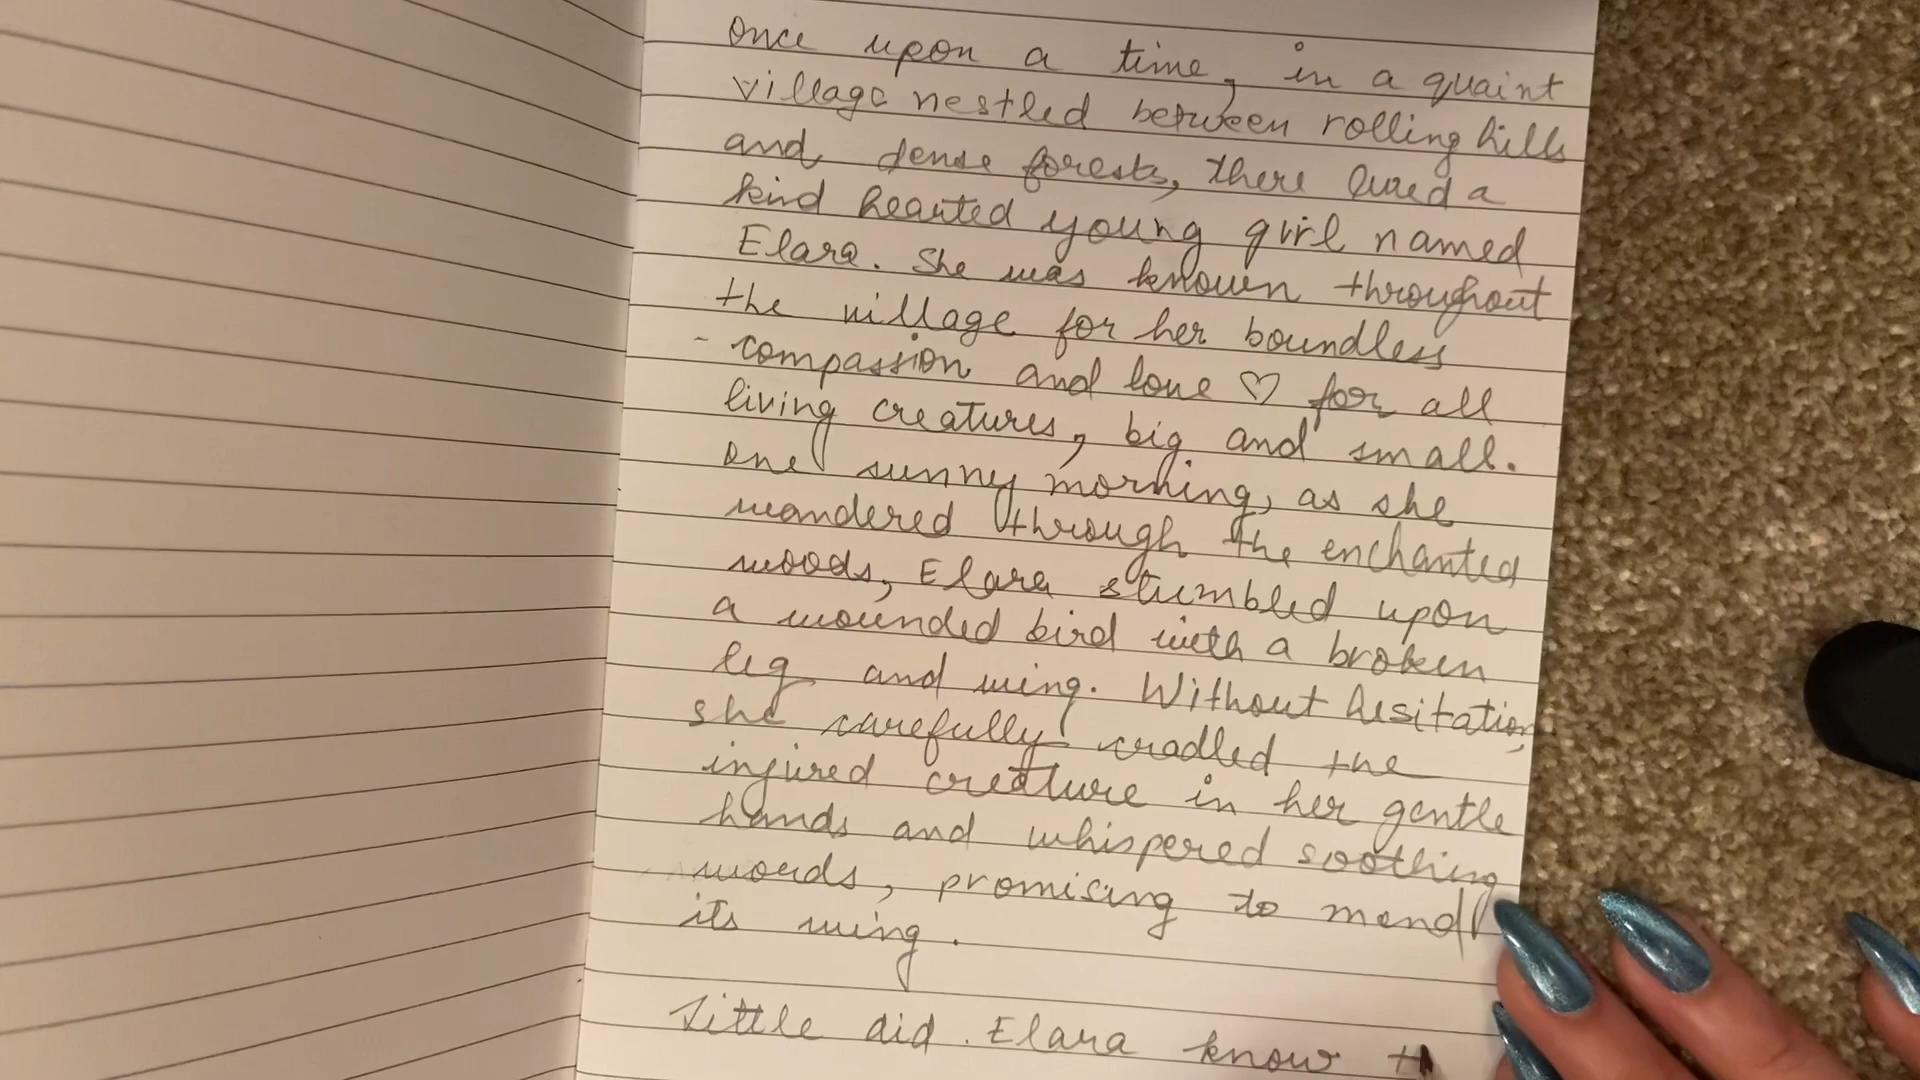 once upon a time, in a quaint
village nestled between rolling hills
and dense forests, there lived a
kind hearted young girl named
Elara. She was known throughout
the village for her boundless
- compassion and love ♡ for all
living creatures, big and small.
one sunny morning, as she
wandered through the enchanted
woods, Elara stumbled upon
a wounded bird with a broken
leg and wing. Without hesitation,
she carefully cradled the
injured creature in her gentle
hands and whispered soothing
words, promising to mend
its wing.
Little did Elara know